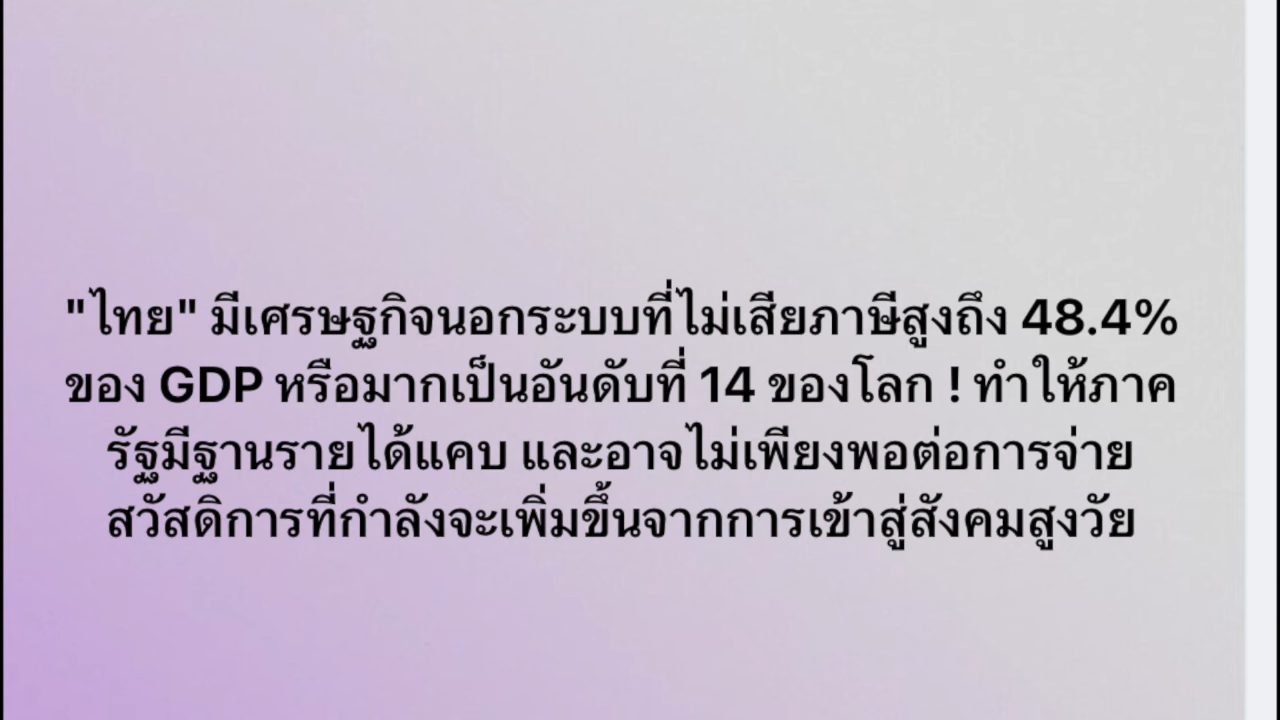 "ไทย" มีเศรษฐกิจนอกระบบที่ไม่เสียภาษีสูงถึง 48.4%
ของ GDP หรือมากเป็นอันดับที่ 14 ของโลก ! ทำให้ภาค
รัฐมีฐานรายได้แคบ และอาจไม่เพียงพอต่อการจ่าย
สวัสดิการที่กำลังจะเพิ่มขึ้นจากการเข้าสู่สังคมสูงวัย